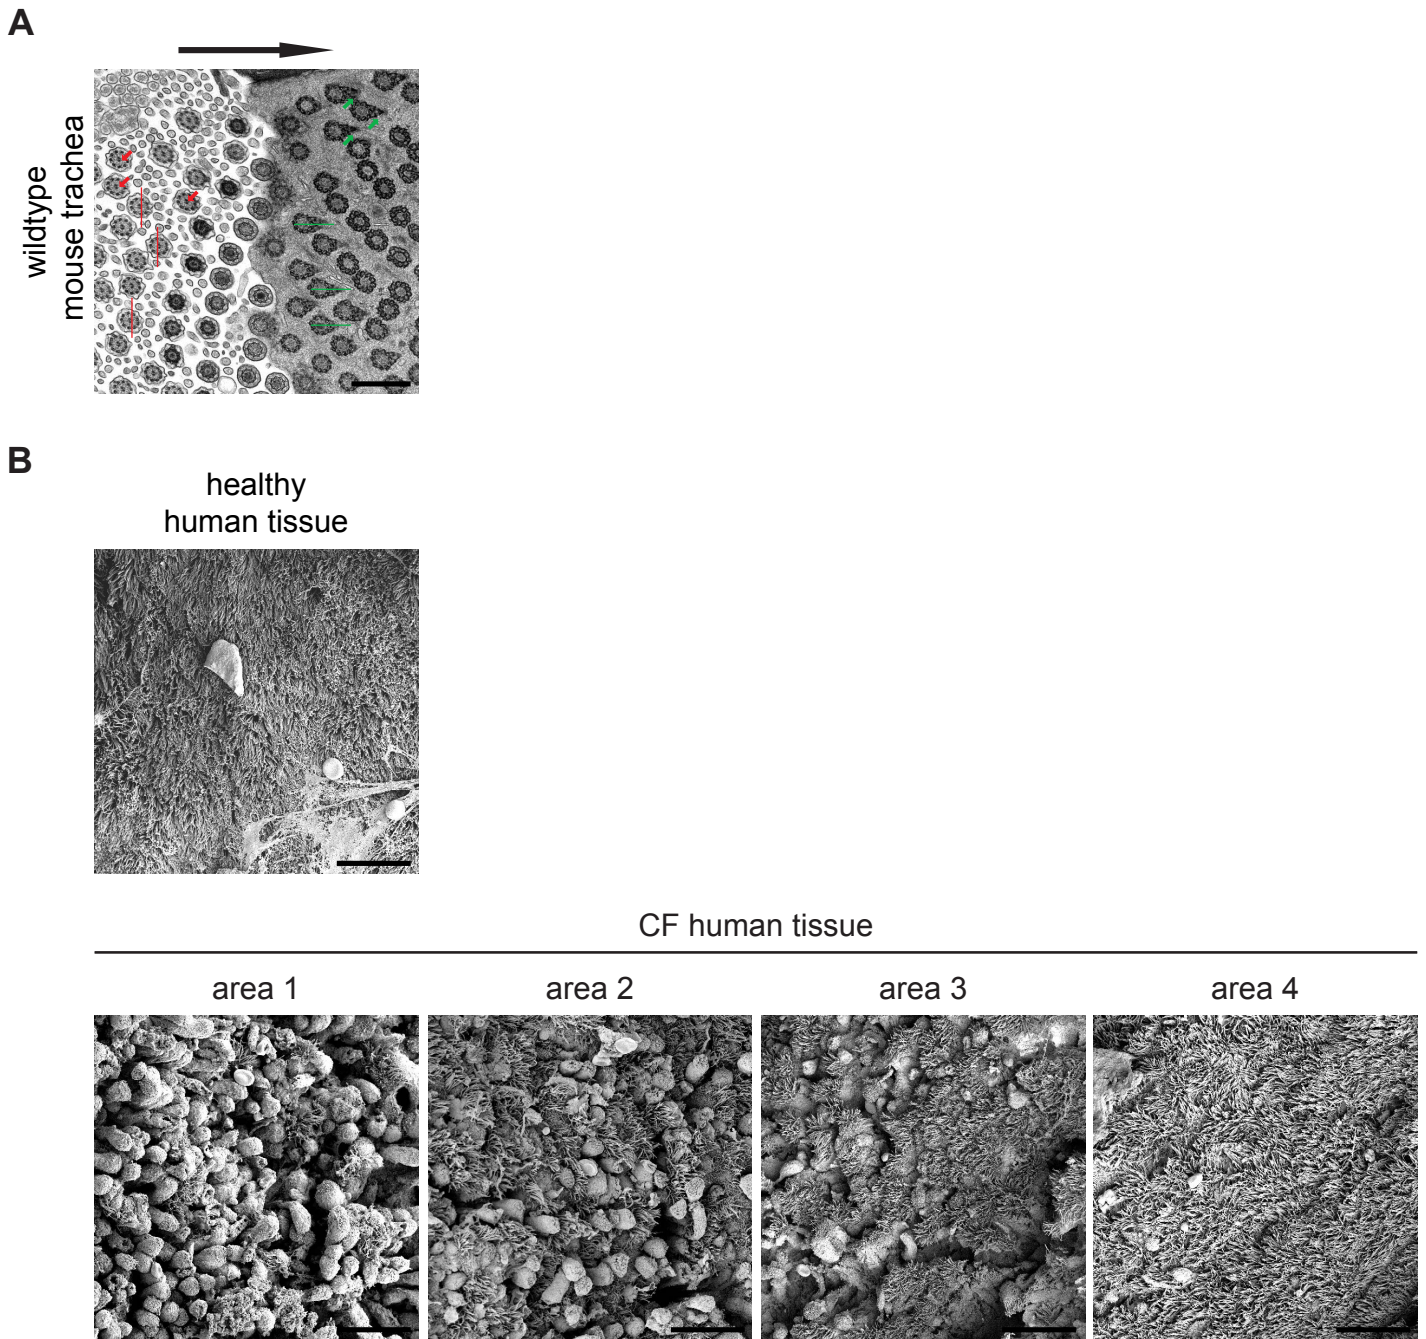 A
wildtype
mouse trachea
B
healthy
human tissue
CF human tissue
area 1
area 2
area 3
area 4